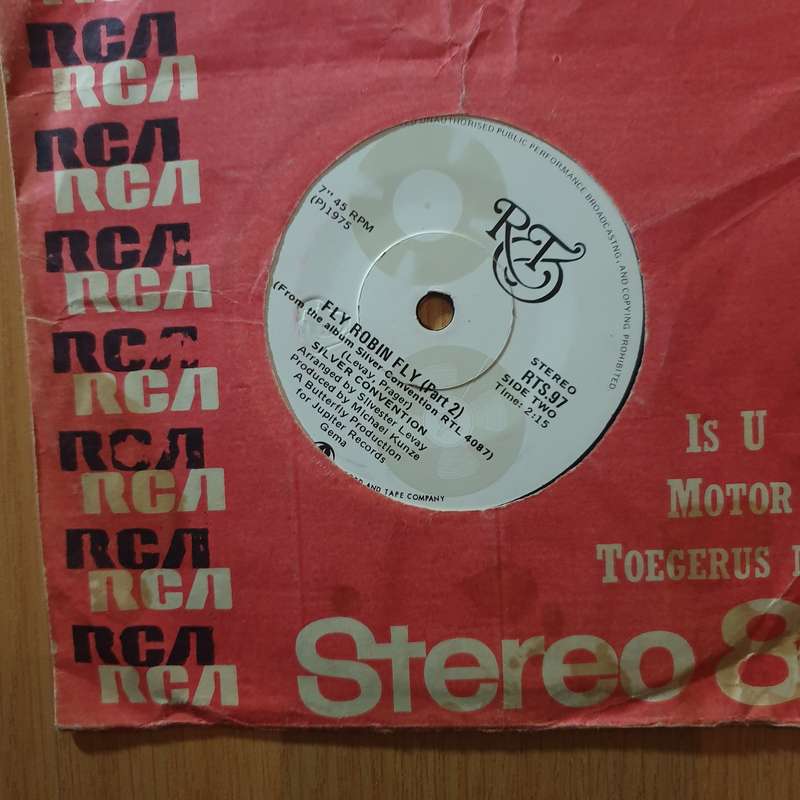 RCA
RCA
RCA
RCA
RCA
RCA
RCA
RCA
RCA
RCA
RCA
RCA
RCA
RCA
UNAUTHORISED PUBLIC PERFORMANCE BROADCASTNG, AND COPYING PROHIBITED
7" 45 RPM
(P)1975
R&T
STEREO
RTS.97
SIDE TWO
Time: 2:15
FLY ROBIN FLY (Part 2)
(From the album Silver Convention RTL 4087)
(Levay, Prager)
SILVER CONVENTION
Arranged by Silvester Levay
Produced by Michael Kunze
A Butterfly Production
for Jupiter Records
Gema
AND TAPE COMPANY
IS U
MOTOR
TOEGERUS
Stereo 8